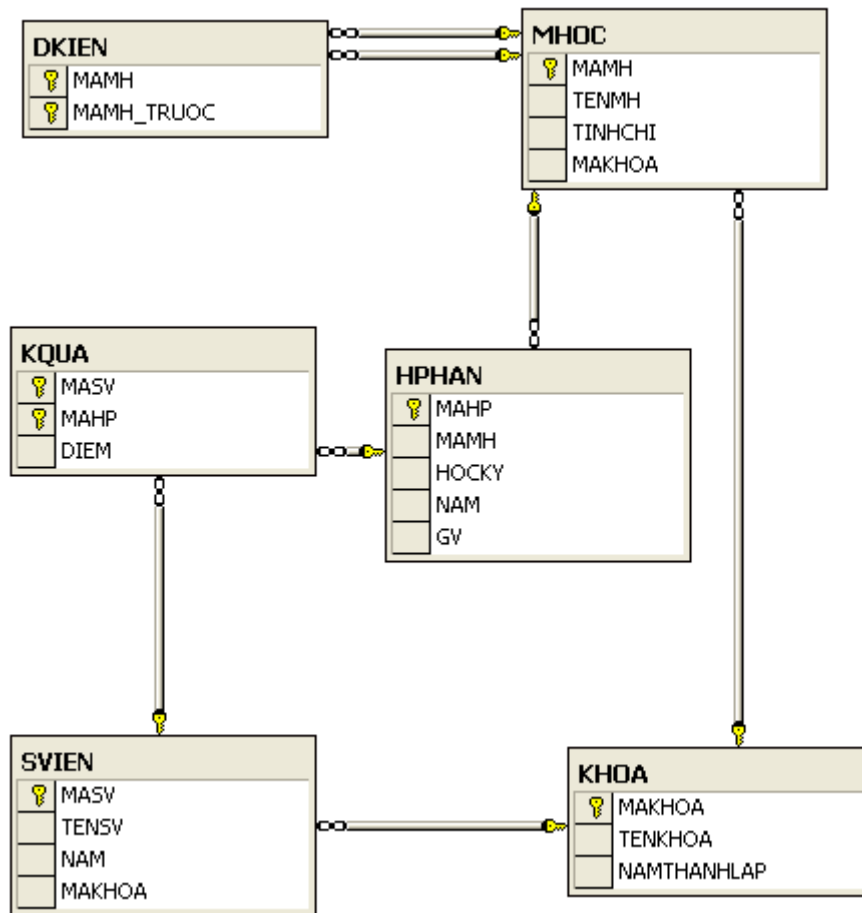 DKIEN
MAMH
MAMH_TRUOC
MHOC
MAMH
TENMH
TINHCHI
MAKHOA
KQUA
MASV
MAHP
DIEM
HPHAN
MAHP
MAMH
HOCKY
NAM
GV
SVIEN
MASV
TENSV
NAM
MAKHOA
KHOA
MAKHOA
TENKHOA
NAMTHANHLAP